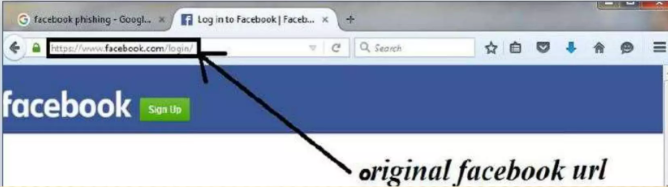 facebook phishing - Googl... × Log in to Facebook | Faceb... × +
https://www.facebook.com/login/ Search
facebook Sign Up
original facebook url